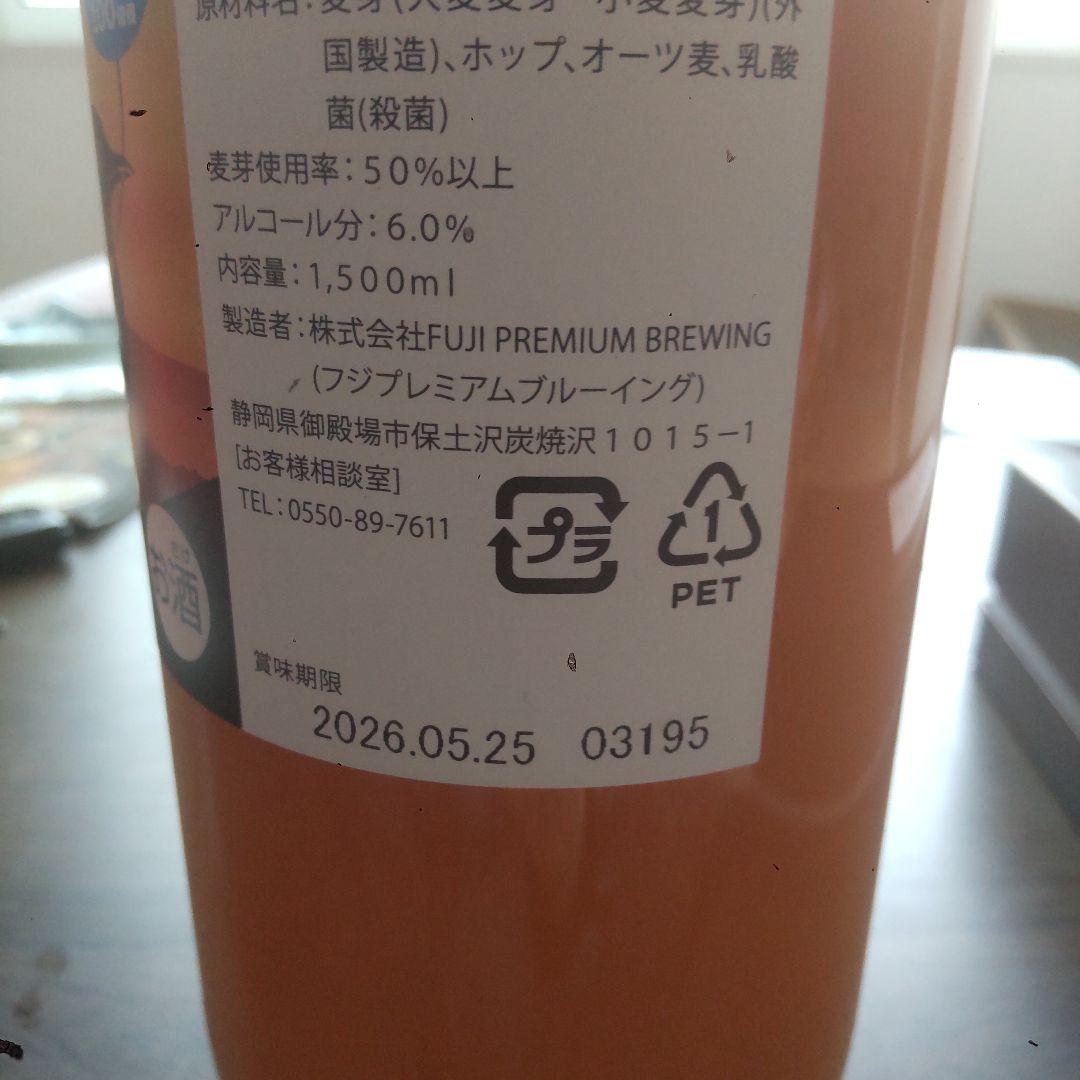 原材料名:麦芽(大麦麦芽 小麦麦芽)(外
国製造)、ホップ、オーツ麦、乳酸
菌(殺菌)
麦芽使用率:50%以上
アルコール分:6.0%
内容量:1,500ml
製造者:株式会社FUJI PREMIUM BREWING
(フジプレミアムブルーイング)
静岡県御殿場市保土沢炭焼沢1015-1
[お客様相談室]
TEL:0550-89-7611
プラ
1
PET
お酒
賞味期限
2026.05.25 03195